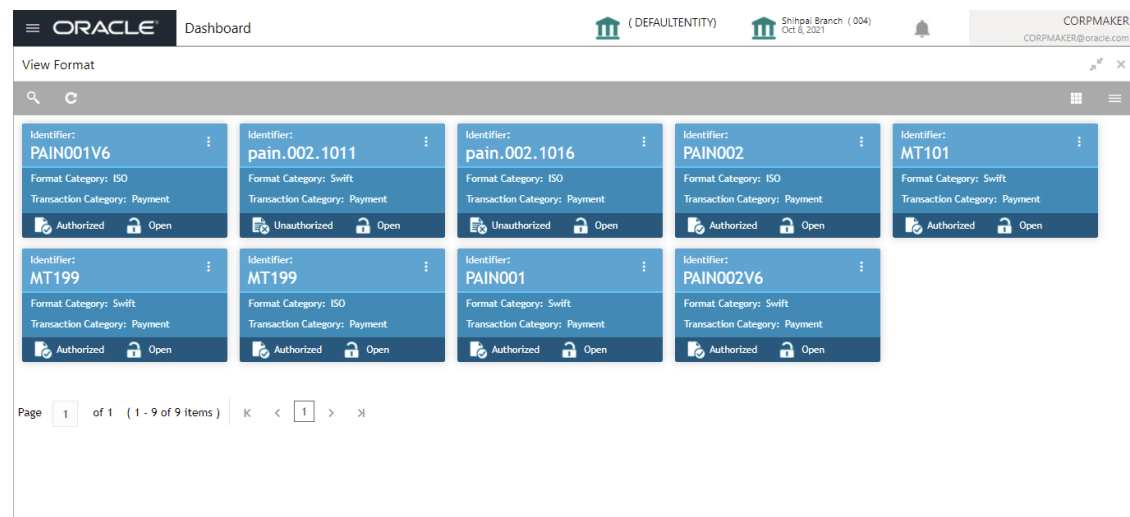 ORACLE Dashboard ( DEFAULTENTITY) Shihpai Branch ( 004) CORPMAKER
Oct 8, 2021 CORPMAKER@oracle.com
View Format
Identifier: Identifier: Identifier: Identifier: Identifier:
PAIN001V6 pain.002.1011 pain.002.1016 PAIN002 MT101
Format Category: ISO Format Category: Swift Format Category: ISO Format Category: ISO Format Category: Swift
Transaction Category: Payment Transaction Category: Payment Transaction Category: Payment Transaction Category: Payment Transaction Category: Payment
Authorized Open Unauthorized Open Unauthorized Open Authorized Open Authorized Open
Identifier: Identifier: Identifier: Identifier:
MT199 MT199 PAIN001 PAIN002V6
Format Category: Swift Format Category: ISO Format Category: Swift Format Category: Swift
Transaction Category: Payment Transaction Category: Payment Transaction Category: Payment Transaction Category: Payment
Authorized Open Authorized Open Authorized Open Authorized Open
Page 1 of 1 ( 1 - 9 of 9 items ) 1